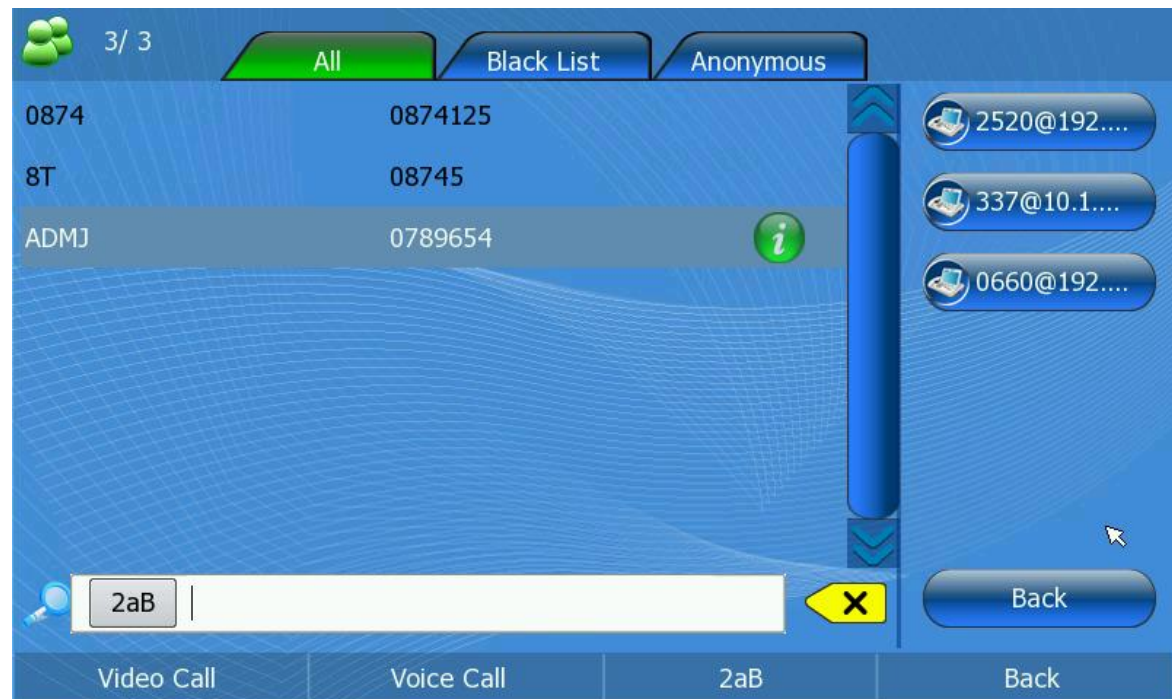 3/ 3
All Black List Anonymous
0874 0874125
8T 08745
ADMJ 0789654
i
2520@192....
337@10.1....
0660@192....
2aB
X
Back
Video Call Voice Call 2aB Back